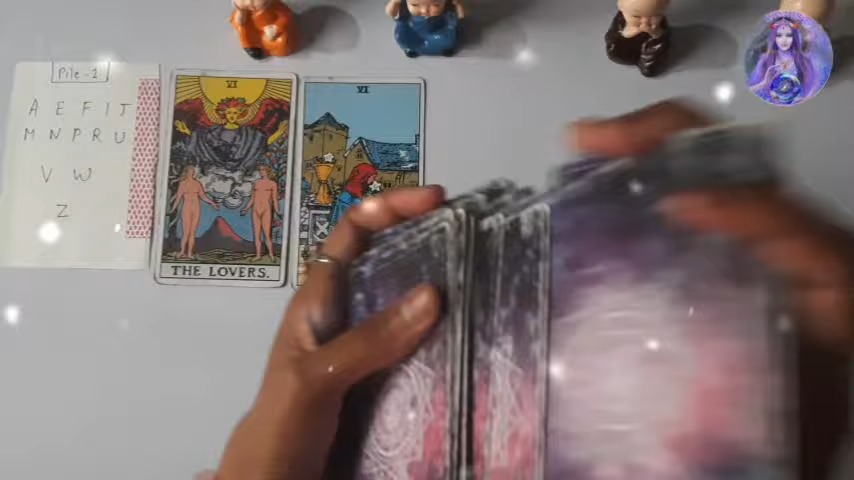 Pile-1
A E F I J
M N P R U
V W
Z
VI
THE LOVERS.
VI